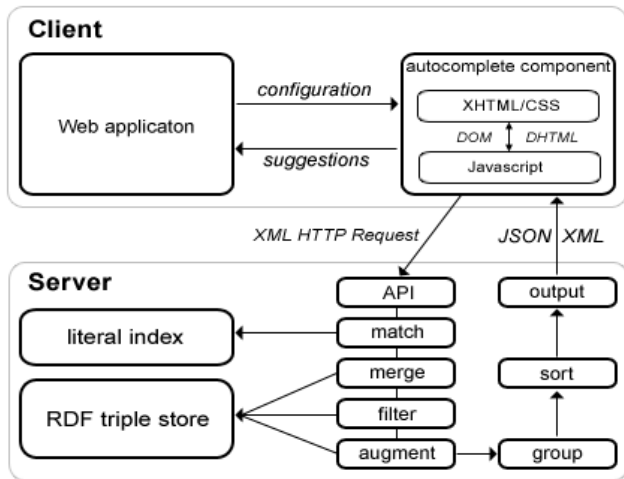 Client
Web applicaton
configuration
suggestions
autocomplete component
XHTML/CSS
DOM DHTML
Javascript
XML HTTP Request
JSON XML
Server
literal index
RDF triple store
API
match
merge
filter
augment
output
sort
group